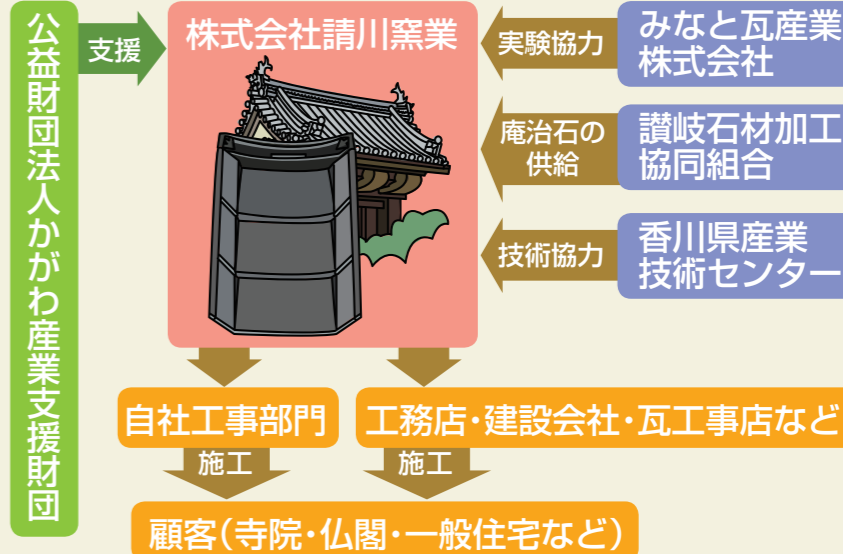 公益財団法人かがわ産業支援財団
支援
株式会社請川窯業
実験協力
みなと瓦産業
株式会社
庵治石の
供給
讃岐石材加工
協同組合
技術協力
香川県産業
技術センター
自社工事部門
工務店・建設会社・瓦工事店など
施工
施工
顧客(寺院・仏閣・一般住宅など)